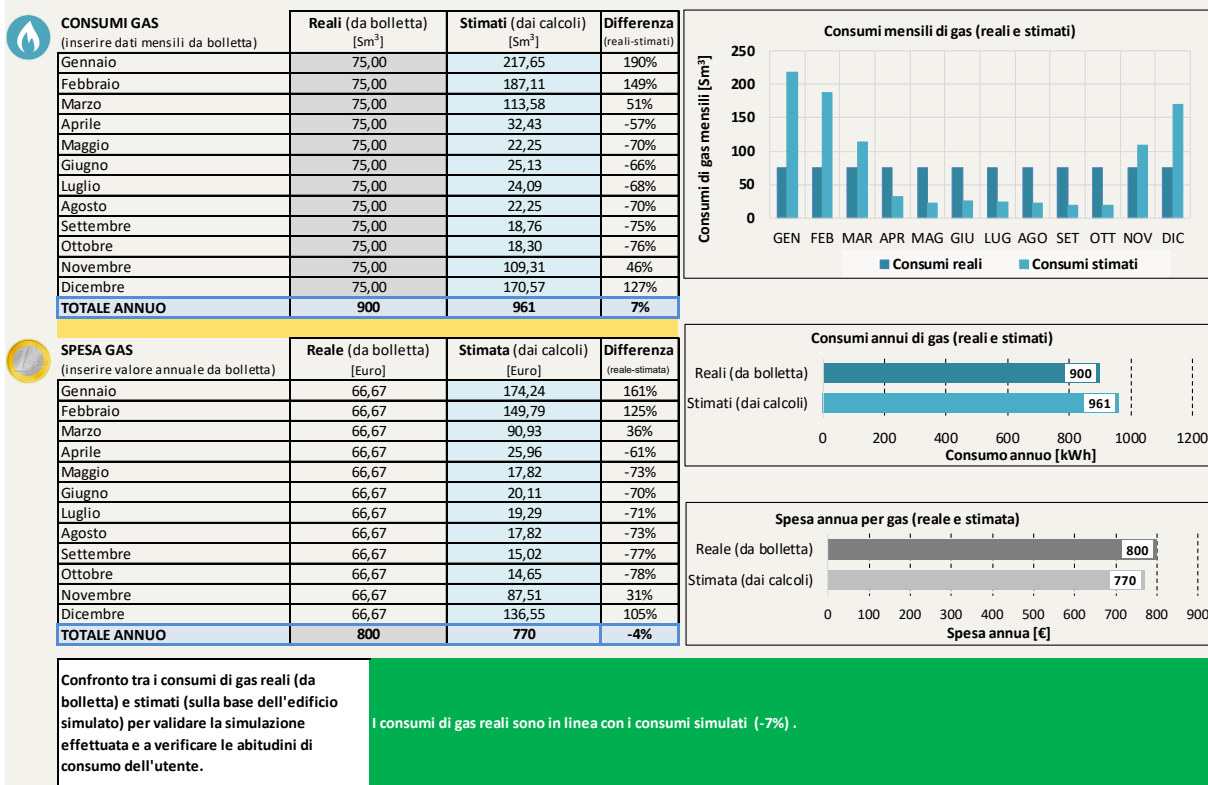 CONSUMI GAS
(inserire dati mensili da bolletta)
Reali (da bolletta)
[Sm³]
Stimati (dai calcoli)
[Sm³]
Differenza
(reali-stimati)
Gennaio 75,00 217,65 190%
Febbraio 75,00 187,11 149%
Marzo 75,00 113,58 51%
Aprile 75,00 32,43 -57%
Maggio 75,00 22,25 -70%
Giugno 75,00 25,13 -66%
Luglio 75,00 24,09 -68%
Agosto 75,00 22,25 -70%
Settembre 75,00 18,76 -75%
Ottobre 75,00 18,30 -76%
Novembre 75,00 109,31 46%
Dicembre 75,00 170,57 127%
TOTALE ANNUO 900 961 7%
Consumi mensili di gas (reali e stimati)
Consumi di gas mensili [Sm³]
250
200
150
100
50
0
GEN FEB MAR APR MAG GIU LUG AGO SET OTT NOV DIC
Consumi reali Consumi stimati
SPESA GAS
(inserire valore annuale da bolletta)
Reale (da bolletta)
[Euro]
Stimata (dai calcoli)
[Euro]
Differenza
(reale-stimata)
Gennaio 66,67 174,24 161%
Febbraio 66,67 149,79 125%
Marzo 66,67 90,93 36%
Aprile 66,67 25,96 -61%
Maggio 66,67 17,82 -73%
Giugno 66,67 20,11 -70%
Luglio 66,67 19,29 -71%
Agosto 66,67 17,82 -73%
Settembre 66,67 15,02 -77%
Ottobre 66,67 14,65 -78%
Novembre 66,67 87,51 31%
Dicembre 66,67 136,55 105%
TOTALE ANNUO 800 770 -4%
Consumi annui di gas (reali e stimati)
Reali (da bolletta) 900
Stimati (dai calcoli) 961
0 200 400 600 800 1000 1200
Consumo annuo [kWh]
Spesa annua per gas (reale e stimata)
Reale (da bolletta) 800
Stimata (dai calcoli) 770
0 100 200 300 400 500 600 700 800 900
Spesa annua [€]
Confronto tra i consumi di gas reali (da
bolletta) e stimati (sulla base dell'edificio
simulato) per validare la simulazione
effettuata e a verificare le abitudini di
consumo dell'utente.
I consumi di gas reali sono in linea con i consumi simulati (-7%) .